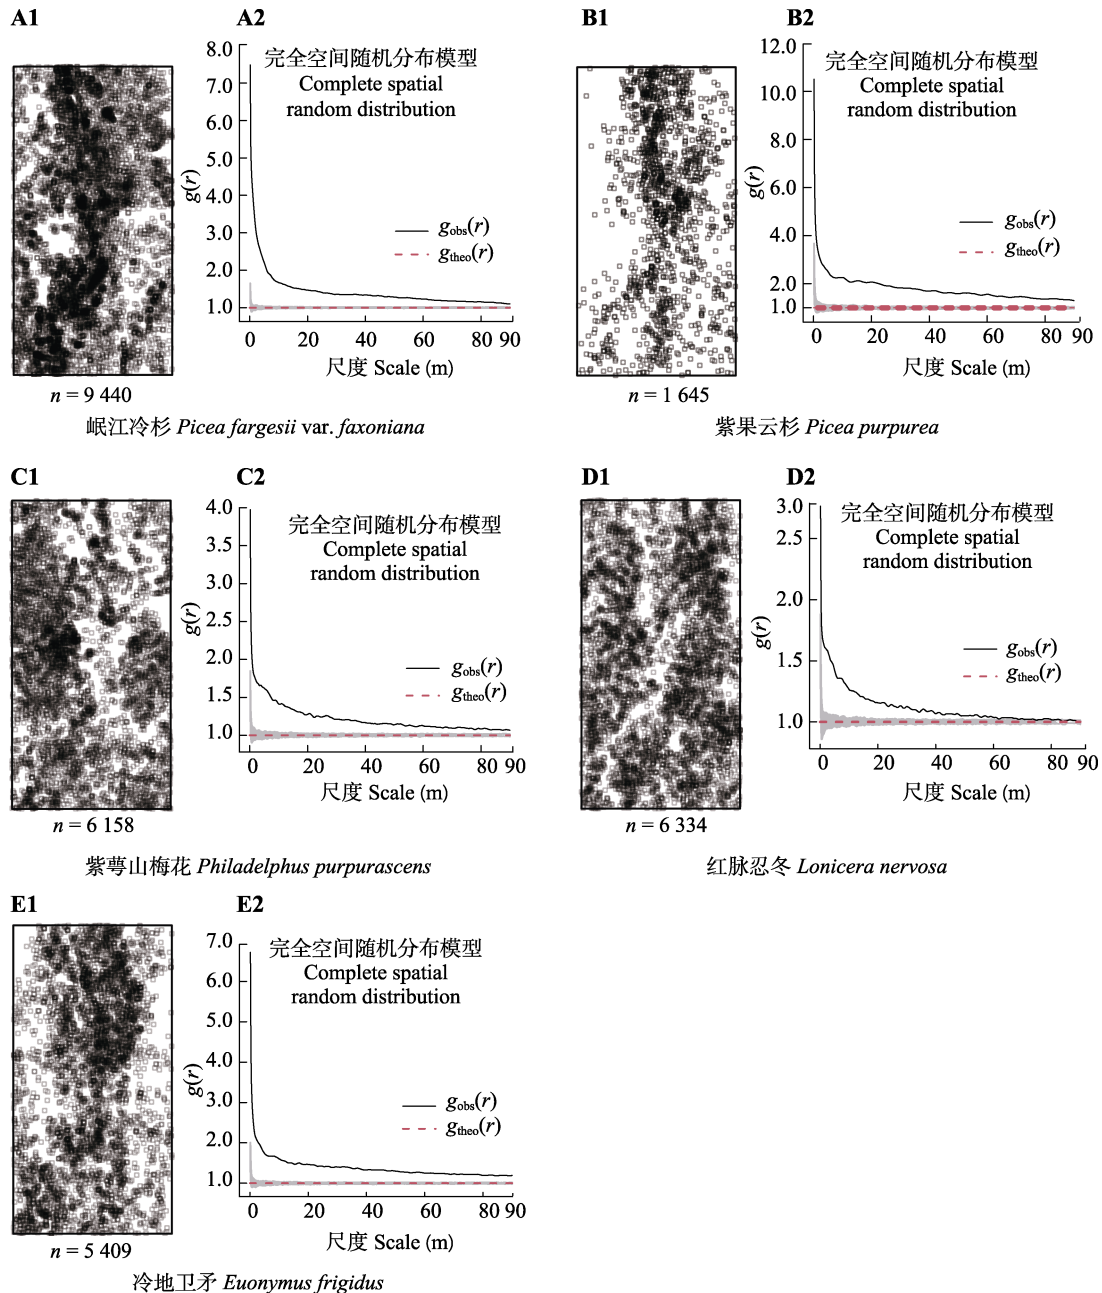 A1
A2
8.0
7.0
6.0
5.0
4.0
3.0
2.0
1.0
g(r)
完全空间随机分布模型
Complete spatial
random distribution
gobs(r)
gtheo(r)
0 20 40 60 80 90
尺度 Scale (m)
n = 9 440
岷江冷杉 Picea fargesii var. faxoniana
B1
B2
12.0
10.0
8.0
6.0
4.0
2.0
1.0
g(r)
完全空间随机分布模型
Complete spatial
random distribution
gobs(r)
gtheo(r)
0 20 40 60 80 90
尺度 Scale (m)
n = 1 645
紫果云杉 Picea purpurea
C1
C2
4.0
3.5
3.0
2.5
2.0
1.5
1.0
g(r)
完全空间随机分布模型
Complete spatial
random distribution
gobs(r)
gtheo(r)
0 20 40 60 80 90
尺度 Scale (m)
n = 6 158
紫萼山梅花 Philadelphus purpurascens
D1
D2
3.0
2.5
2.0
1.5
1.0
g(r)
完全空间随机分布模型
Complete spatial
random distribution
gobs(r)
gtheo(r)
0 20 40 60 80 90
尺度 Scale (m)
n = 6 334
红脉忍冬 Lonicera nervosa
E1
E2
7.0
6.0
5.0
4.0
3.0
2.0
1.0
g(r)
完全空间随机分布模型
Complete spatial
random distribution
gobs(r)
gtheo(r)
0 20 40 60 80 90
尺度 Scale (m)
n = 5 409
冷地卫矛 Euonymus frigidus